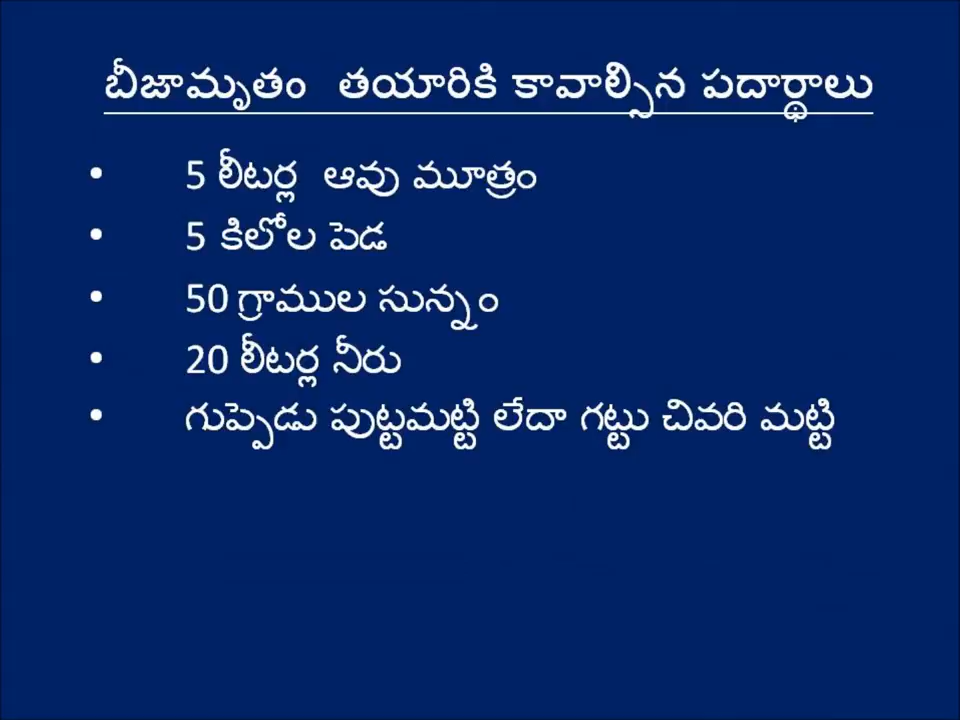 బీజామృతం తయారికి కావాల్సిన పదార్థాలు
• 5 లీటర్ల ఆవు మూత్రం
• 5 కిలోల పెడ
• 50 గ్రాముల సున్నం
• 20 లీటర్ల నీరు
• గుప్పెడు పుట్టమట్టి లేదా గట్టు చివరి మట్టి